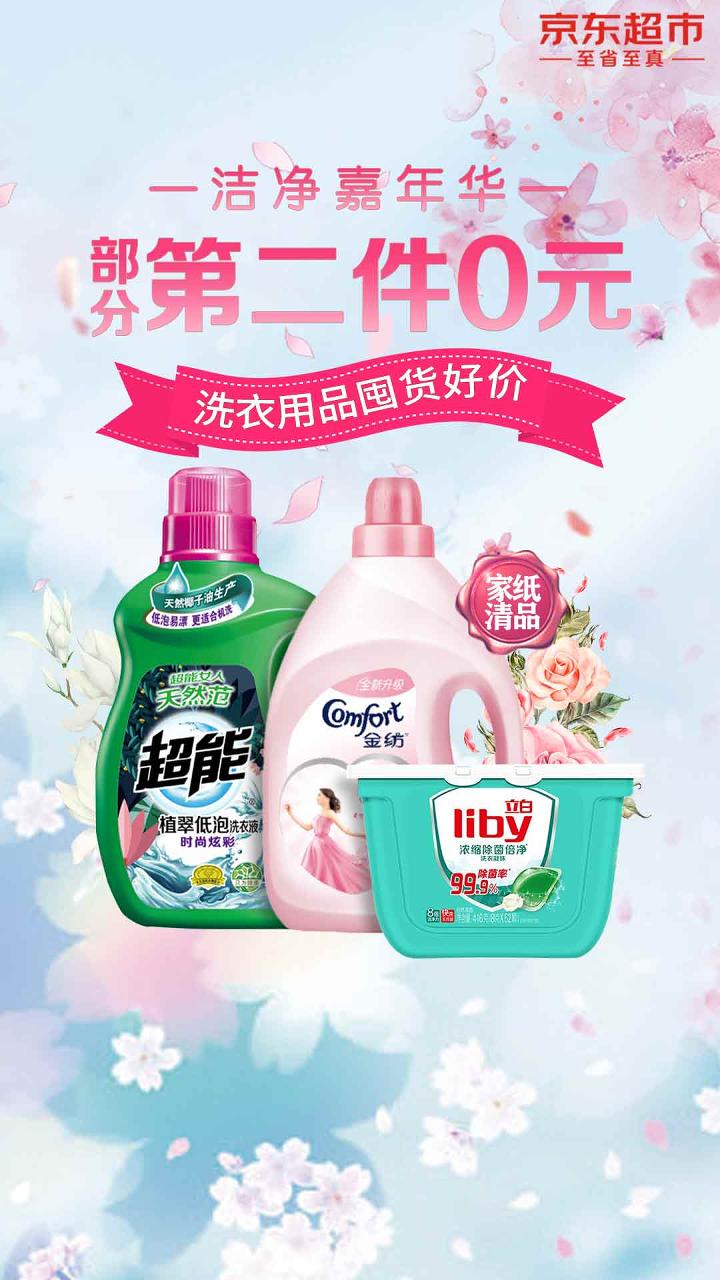 京东超市
至省至真
洁净嘉年华
部分第二件0元
洗衣用品囤货好价
家纸
清品
天然椰子油生产
低泡易漂 更适合机洗
超能女人
天然范
超能
植翠低泡洗衣液
时尚炫彩
全新升级
Comfort
金纺
立白
liby
浓缩除菌倍净
洗衣凝珠
除菌率
99.9%
8倍